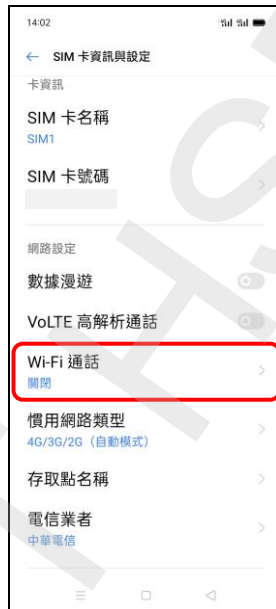 14:02
SIM 卡資訊與設定
卡資訊
SIM 卡名稱
SIM1
SIM 卡號碼
網路設定
數據漫遊
VoLTE 高解析通話
Wi-Fi 通話
關閉
慣用網路類型
4G/3G/2G（自動模式）
存取點名稱
電信業者
中華電信